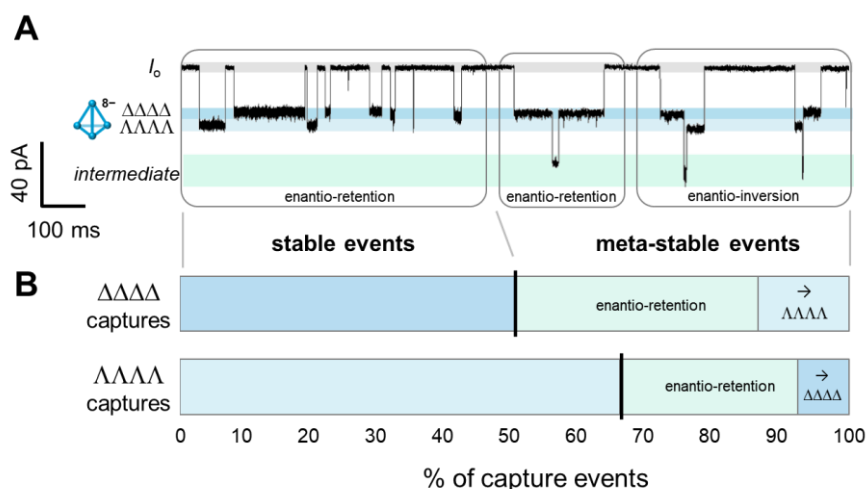 A
Iₒ
8−
ΔΔΔΔ
ΛΛΛΛ
intermediate
40 pA
100 ms
enantio-retention
enantio-retention
enantio-inversion
stable events
meta-stable events
B
ΔΔΔΔ
captures
enantio-retention
→
ΛΛΛΛ
ΛΛΛΛ
captures
enantio-retention
→
ΔΔΔΔ
0 10 20 30 40 50 60 70 80 90 100
% of capture events